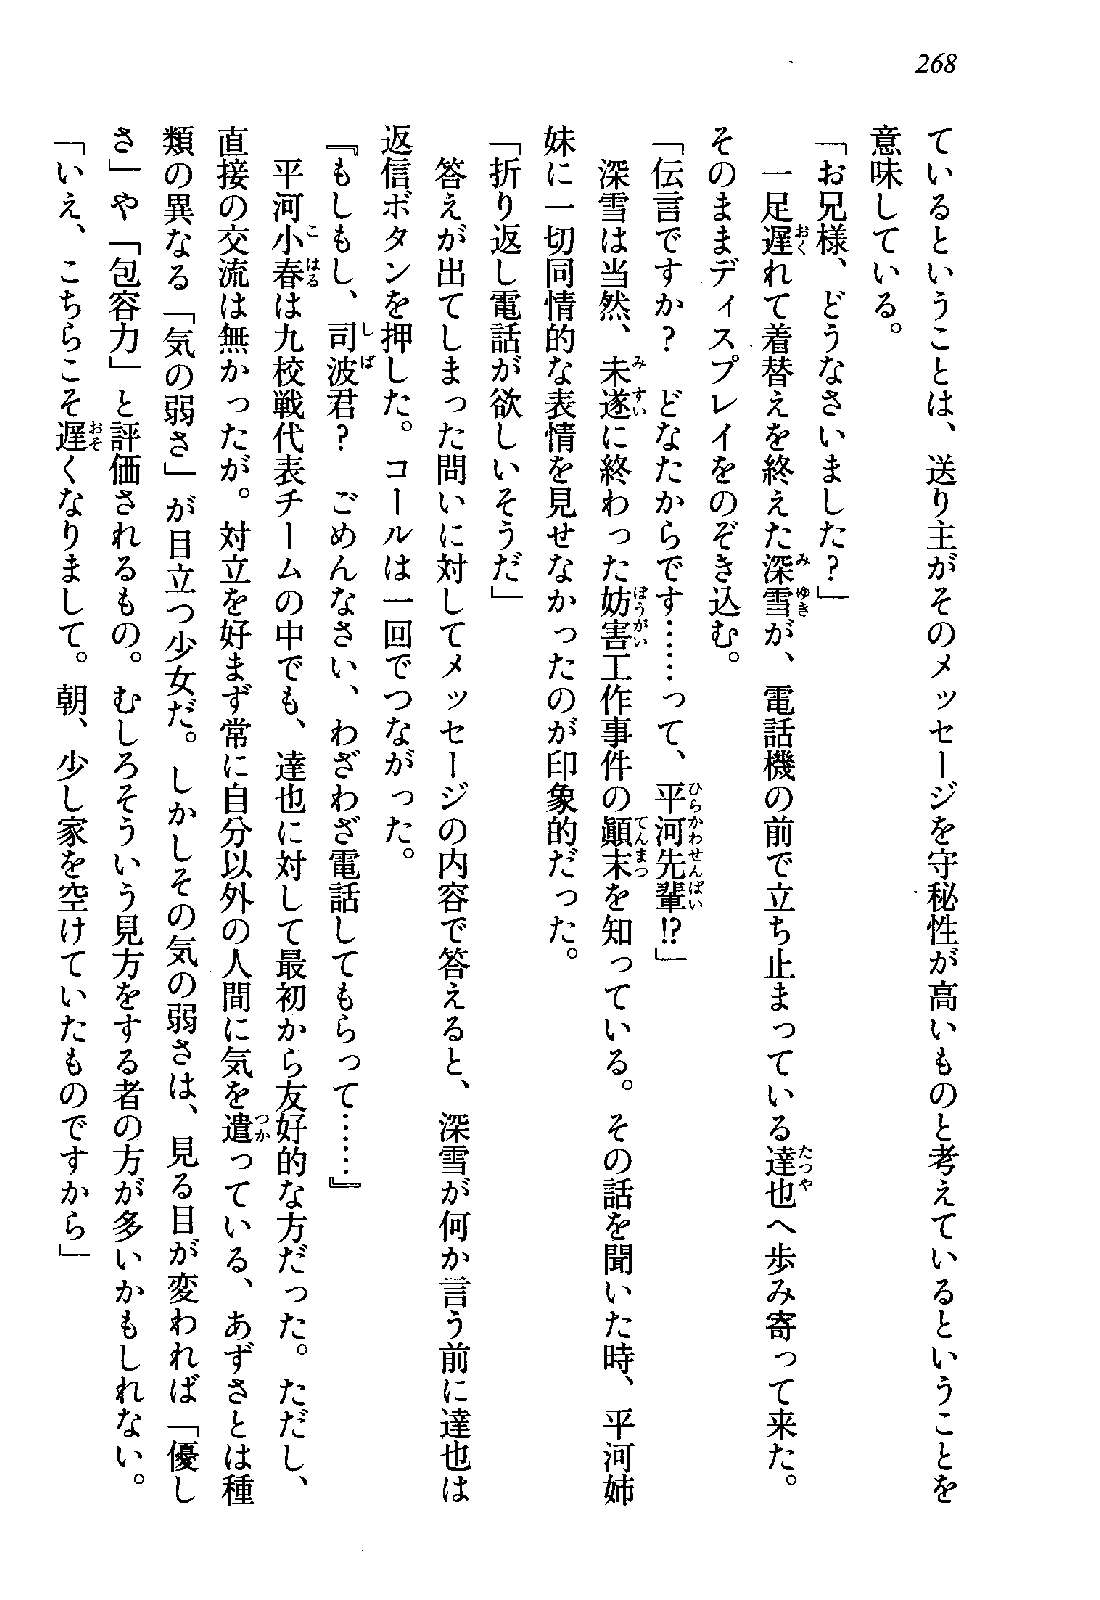 268
ているということは、送り主がそのメッセージを守秘性が高いものと考えているということを
意味している。
「お兄様、どうなさいました？」
一足遅れて着替えを終えた深雪が、電話機の前で立ち止まっている達也へ歩み寄って来た。
そのままディスプレイをのぞき込む。
「伝言ですか？　どなたからです……って、平河先輩!?」
深雪は当然、未遂に終わった妨害工作事件の顚末を知っている。その話を聞いた時、平河姉
妹に一切同情的な表情を見せなかったのが印象的だった。
「折り返し電話が欲しいそうだ」
答えが出てしまった問いに対してメッセージの内容で答えると、深雪が何か言う前に達也は
返信ボタンを押した。コールは一回でつながった。
『もしもし、司波君？　ごめんなさい、わざわざ電話してもらって……』
平河小春は九校戦代表チームの中でも、達也に対して最初から友好的な方だった。ただし、
直接の交流は無かったが。対立を好まず常に自分以外の人間に気を遣っている、あずさとは種
類の異なる「気の弱さ」が目立つ少女だ。しかしその気の弱さは、見る目が変われば「優し
さ」や「包容力」と評価されるもの。むしろそういう見方をする者の方が多いかもしれない。
「いえ、こちらこそ遅くなりまして。朝、少し家を空けていたものですから」